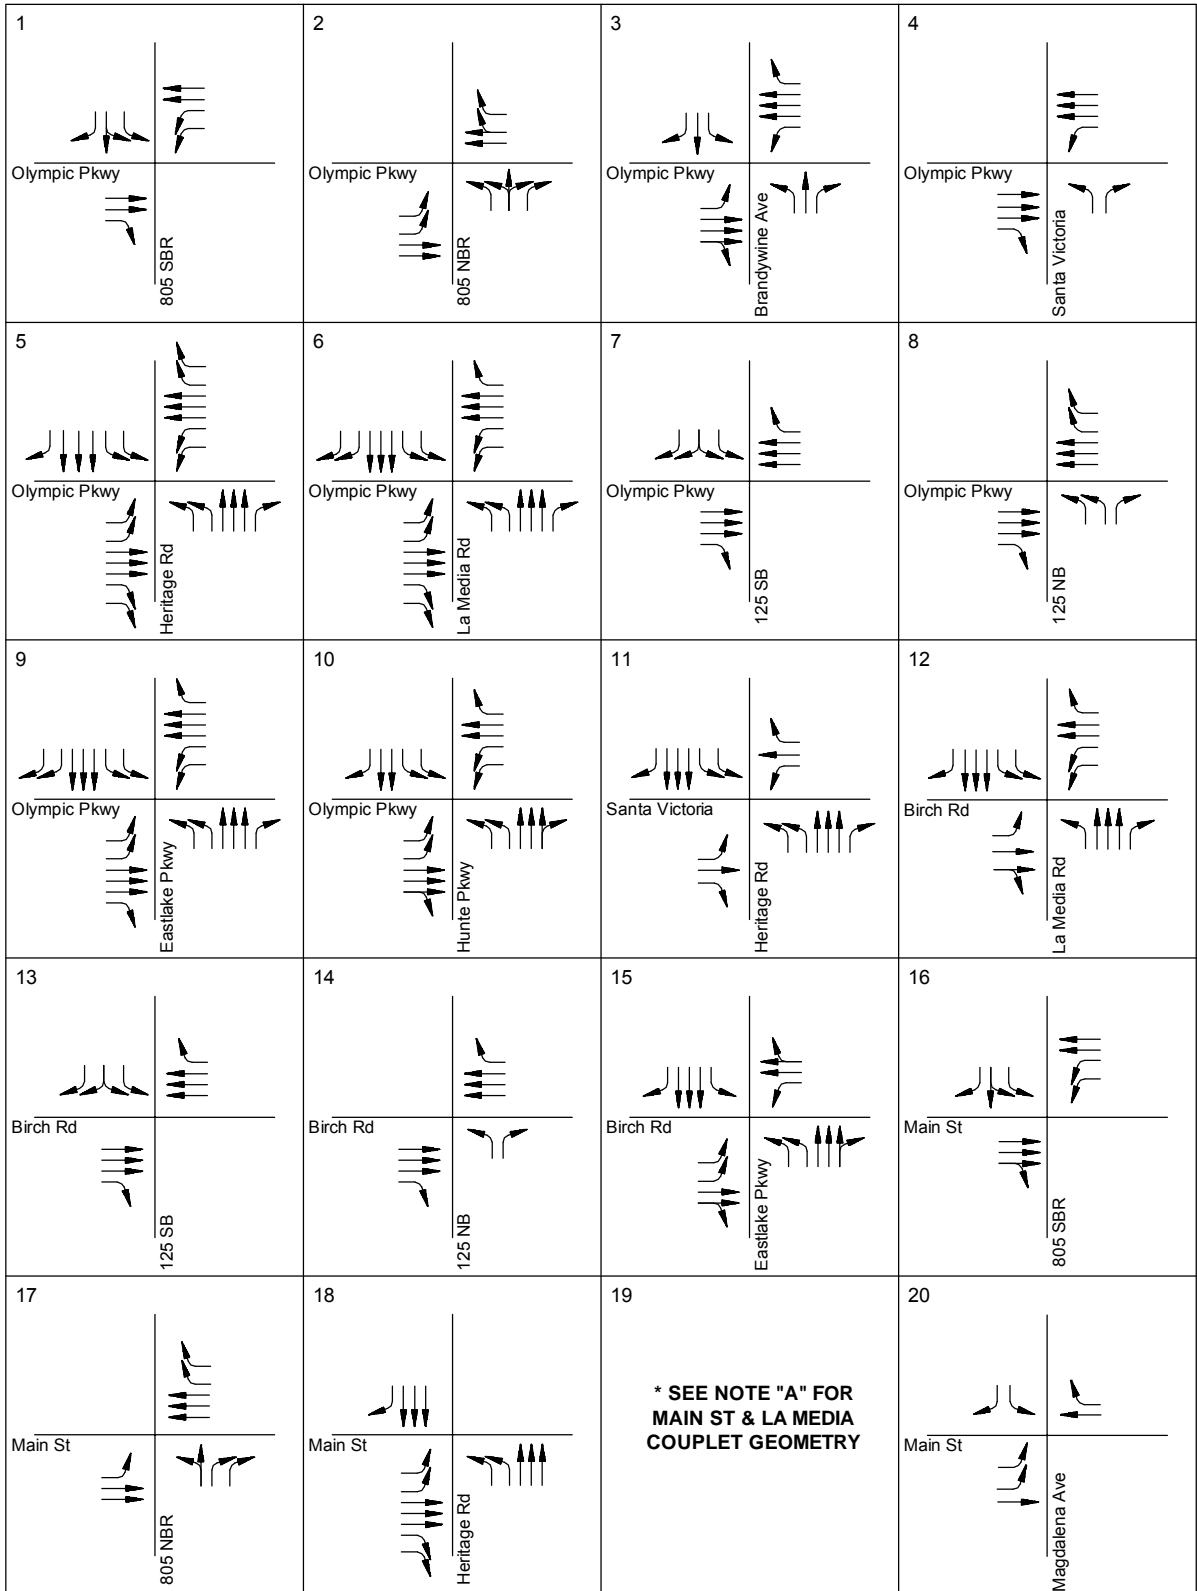 1
Olympic Pkwy
805 SBR
2
Olympic Pkwy
805 NBR
3
Olympic Pkwy
Brandywine Ave
4
Olympic Pkwy
Santa Victoria
5
Olympic Pkwy
Heritage Rd
6
Olympic Pkwy
La Media Rd
7
Olympic Pkwy
125 SB
8
Olympic Pkwy
125 NB
9
Olympic Pkwy
Eastlake Pkwy
10
Olympic Pkwy
Hunte Pkwy
11
Santa Victoria
Heritage Rd
12
Birch Rd
La Media Rd
13
Birch Rd
125 SB
14
Birch Rd
125 NB
15
Birch Rd
Eastlake Pkwy
16
Main St
805 SBR
17
Main St
805 NBR
18
Main St
Heritage Rd
19
* SEE NOTE "A" FOR
MAIN ST & LA MEDIA
COUPLET GEOMETRY
20
Main St
Magdalena Ave